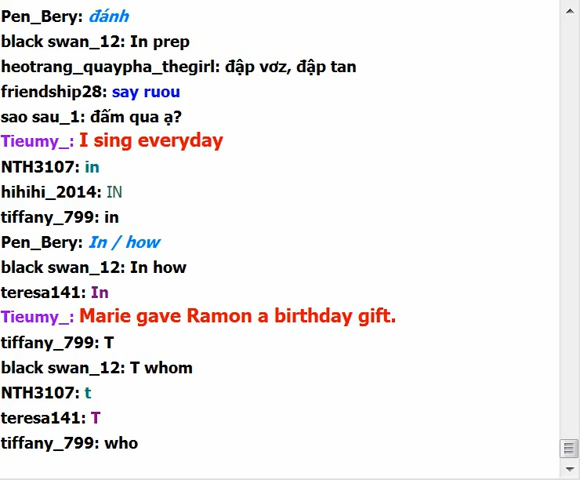 Pen_Bery: đánh
black swan_12: In prep
heotrang_quaypha_thegirl: đập vơz, đập tan
friendship28: say ruou
sao sau_1: đấm qua ạ?
Tieumy_: I sing everyday
NTH3107: in
hihihi_2014: IN
tiffany_799: in
Pen_Bery: In / how
black swan_12: In how
teresa141: In
Tieumy_: Marie gave Ramon a birthday gift.
tiffany_799: T
black swan_12: T whom
NTH3107: t
teresa141: T
tiffany_799: who